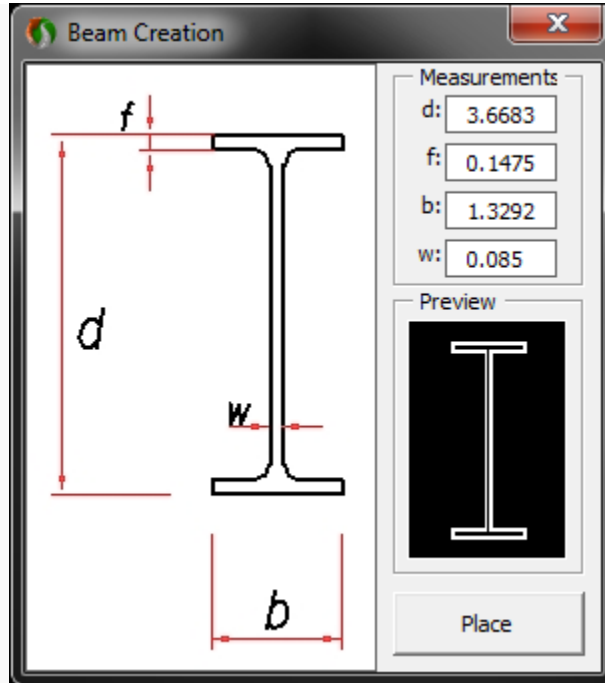 Beam Creation
f
d
w
b
Measurements
d: 3.6683
f: 0.1475
b: 1.3292
w: 0.085
Preview
Place